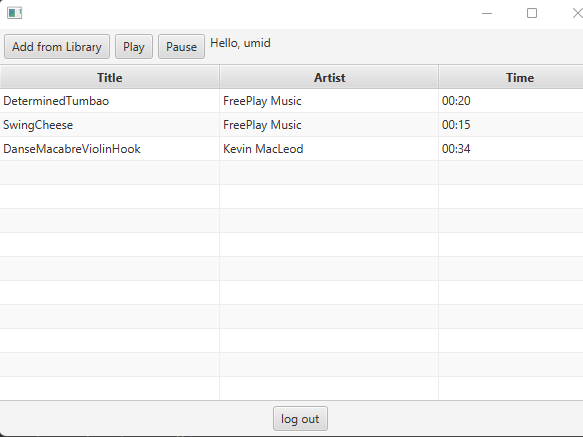 Add from Library Play Pause Hello, umid
Title Artist Time
DeterminedTumbao FreePlay Music 00:20
SwingCheese FreePlay Music 00:15
DanseMacabreViolinHook Kevin MacLeod 00:34
log out